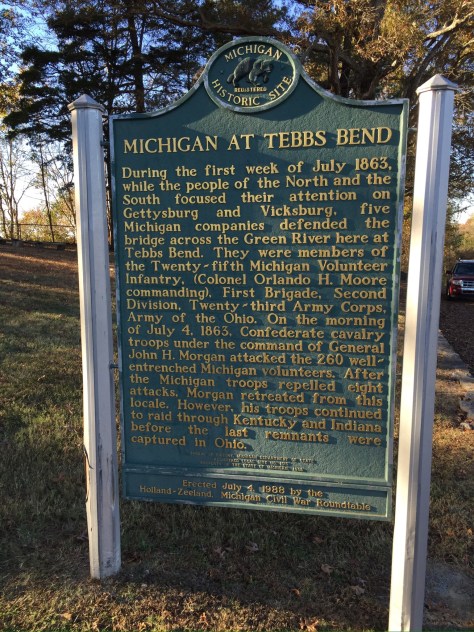 MICHIGAN
REGISTERED
HISTORIC SITE
MICHIGAN AT TEBBS BEND
During the first week of July 1863,
while the people of the North and the
South focused their attention on
Gettysburg and Vicksburg, five
Michigan companies defended the
bridge across the Green River here at
Tebbs Bend. They were members of
the Twenty-fifth Michigan Volunteer
Infantry, (Colonel Orlando H. Moore
commanding), First Brigade, Second
Division, Twenty-third Army Corps,
Army of the Ohio. On the morning
of July 4, 1863, Confederate cavalry
troops under the command of General
John H. Morgan attacked the 260 well-
entrenched Michigan volunteers. After
the Michigan troops repelled eight
attacks, Morgan retreated from this
locale. However, his troops continued
to raid through Kentucky and Indiana
before the last remnants were
captured in Ohio.
Erected July 4, 1988 by the
Holland-Zeeland, Michigan Civil War Roundtable